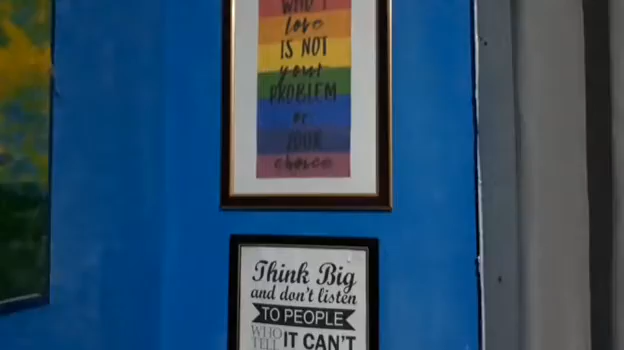 WHO I
love
IS NOT
your
PROBLEM
or
YOUR
choice
Think Big
and don't listen
TO PEOPLE
WHO
TELL
IT CAN'T